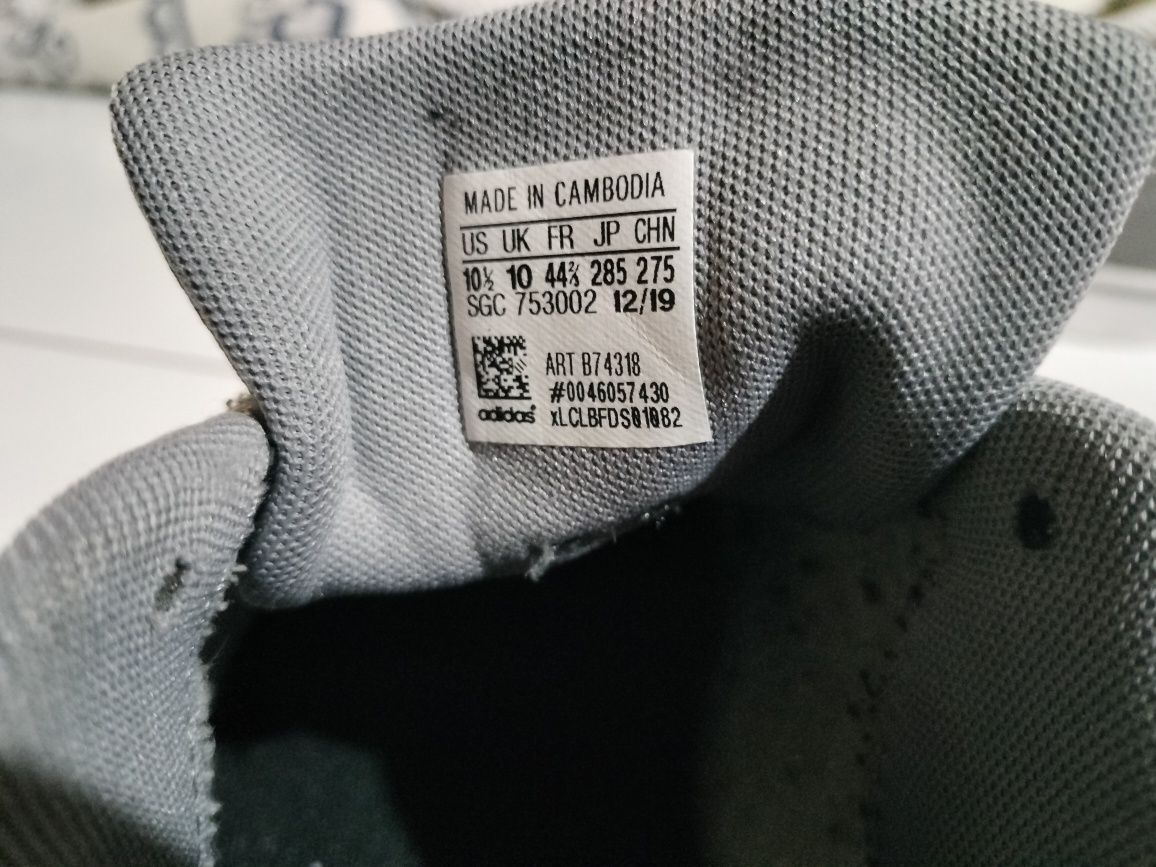 MADE IN CAMBODIA
US UK FR JP CHN
10½ 10 44⅔ 285 275
SGC 753002 12/19
ART B74318
#0046057430
adidas xLCLBFDS01082